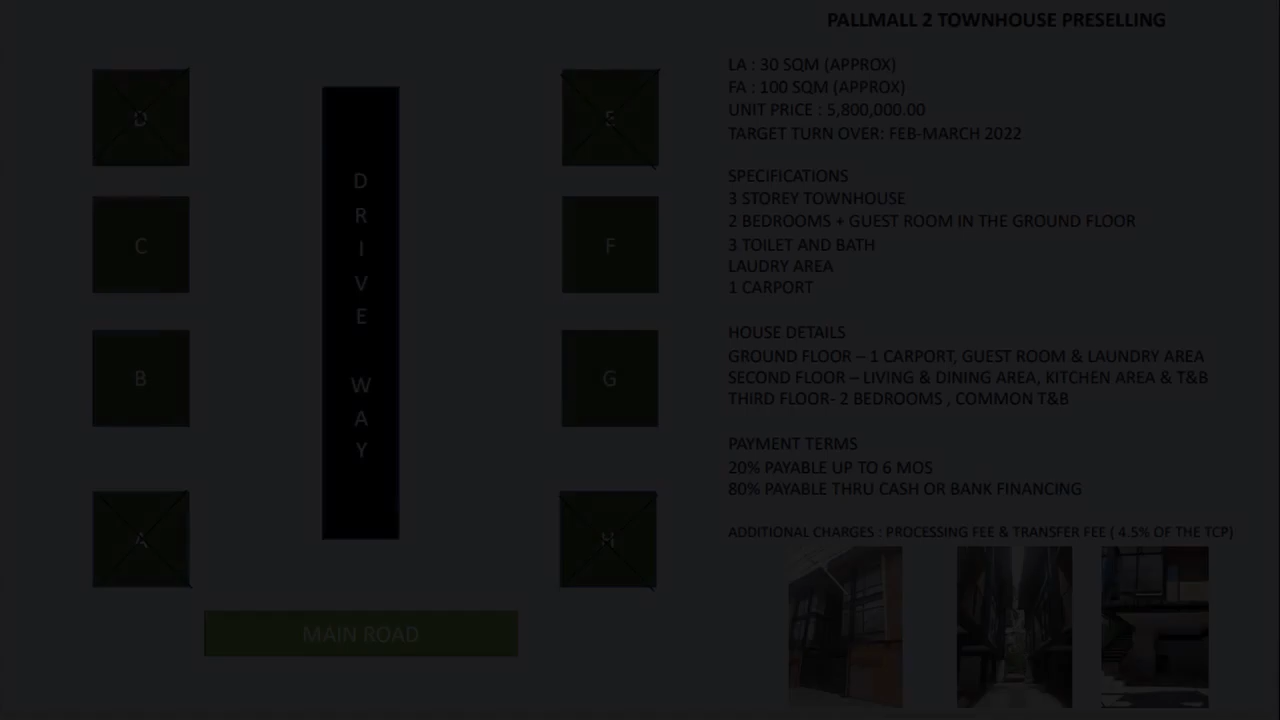 PALLMALL 2 TOWNHOUSE PRESELLING
LA : 30 SQM (APPROX)
FA : 100 SQM (APPROX)
UNIT PRICE : 5,800,000.00
TARGET TURN OVER: FEB-MARCH 2022
SPECIFICATIONS
3 STOREY TOWNHOUSE
2 BEDROOMS + GUEST ROOM IN THE GROUND FLOOR
3 TOILET AND BATH
LAUDRY AREA
1 CARPORT
HOUSE DETAILS
GROUND FLOOR – 1 CARPORT, GUEST ROOM & LAUNDRY AREA
SECOND FLOOR – LIVING & DINING AREA, KITCHEN AREA & T&B
THIRD FLOOR- 2 BEDROOMS , COMMON T&B
PAYMENT TERMS
20% PAYABLE UP TO 6 MOS
80% PAYABLE THRU CASH OR BANK FINANCING
ADDITIONAL CHARGES : PROCESSING FEE & TRANSFER FEE ( 4.5% OF THE TCP)
D
C
B
A
D
R
I
V
E
W
A
Y
F
G
H
MAIN ROAD